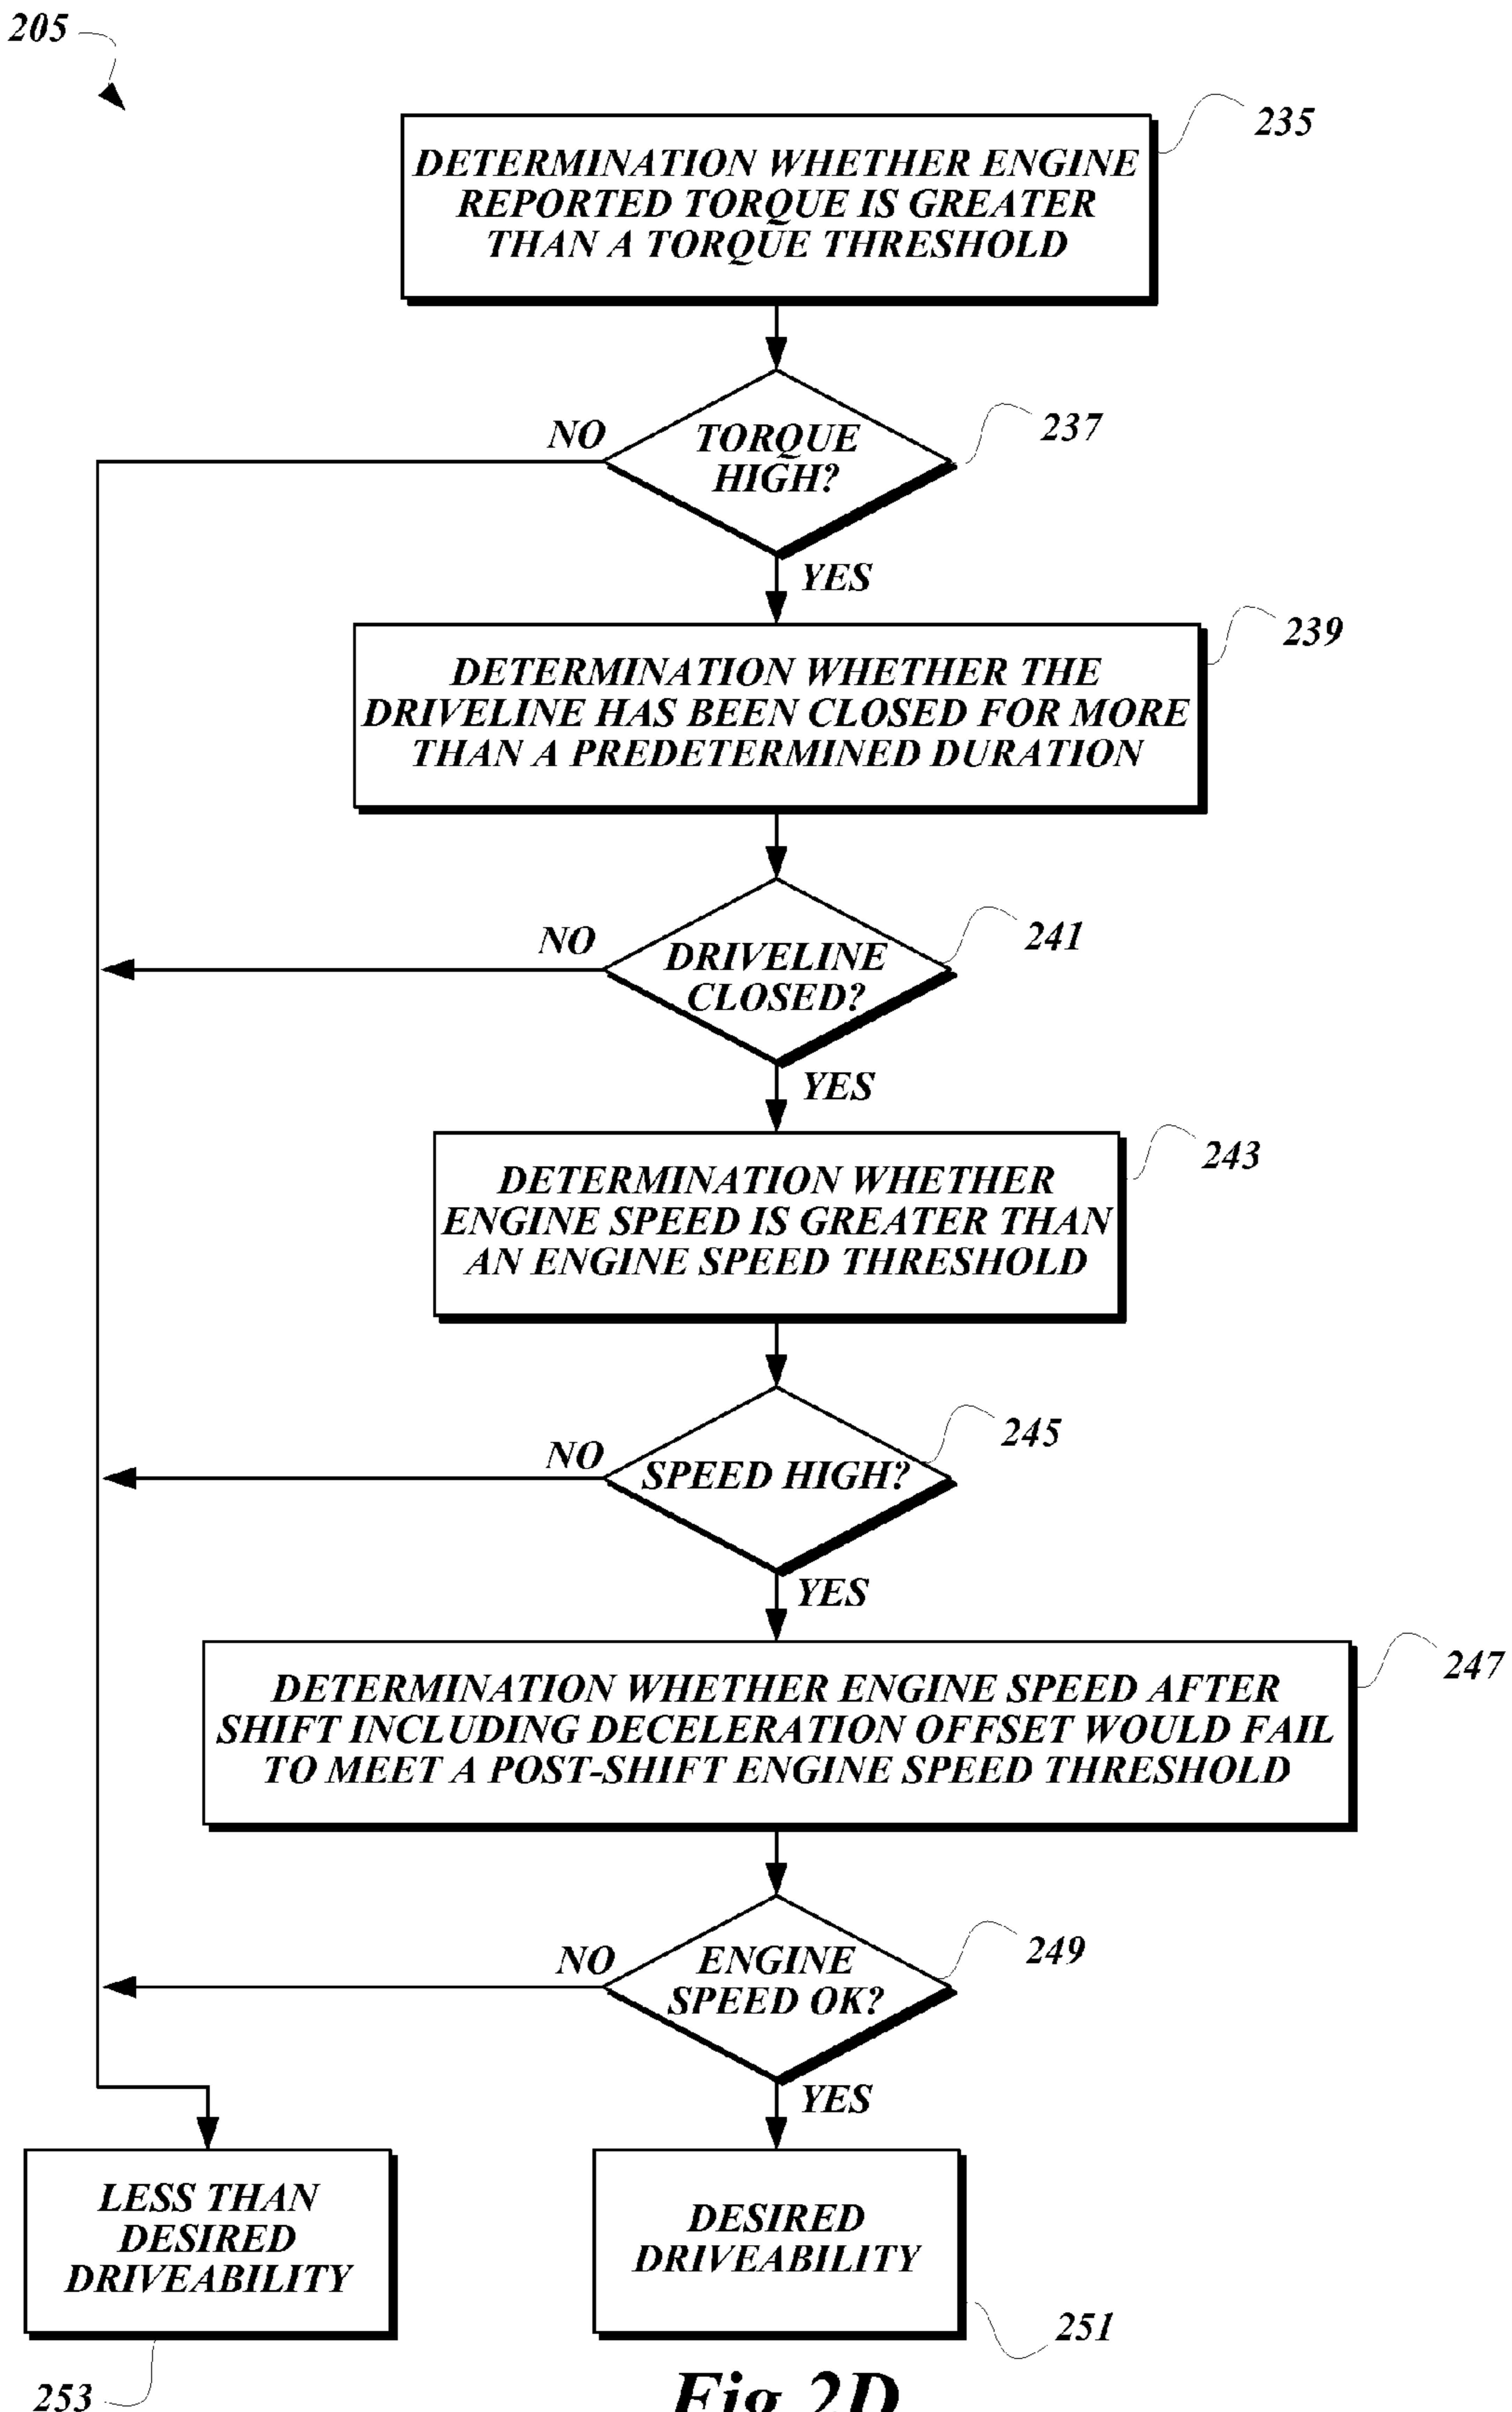 205
235
DETERMINATION WHETHER ENGINE
REPORTED TORQUE IS GREATER
THAN A TORQUE THRESHOLD
237
NO
TORQUE
HIGH?
YES
239
DETERMINATION WHETHER THE
DRIVELINE HAS BEEN CLOSED FOR MORE
THAN A PREDETERMINED DURATION
241
NO
DRIVELINE
CLOSED?
YES
243
DETERMINATION WHETHER
ENGINE SPEED IS GREATER THAN
AN ENGINE SPEED THRESHOLD
245
NO
SPEED HIGH?
YES
247
DETERMINATION WHETHER ENGINE SPEED AFTER
SHIFT INCLUDING DECELERATION OFFSET WOULD FAIL
TO MEET A POST-SHIFT ENGINE SPEED THRESHOLD
249
NO
ENGINE
SPEED OK?
YES
LESS THAN
DESIRED
DRIVEABILITY
DESIRED
DRIVEABILITY
251
253
Fig 2D